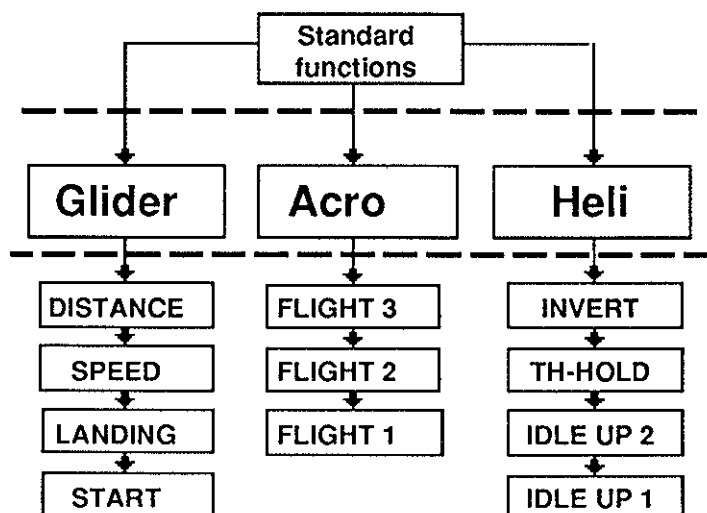 Standard
functions
Glider
Acro
Heli
DISTANCE
FLIGHT 3
INVERT
SPEED
FLIGHT 2
TH-HOLD
LANDING
FLIGHT 1
IDLE UP 2
START
IDLE UP 1